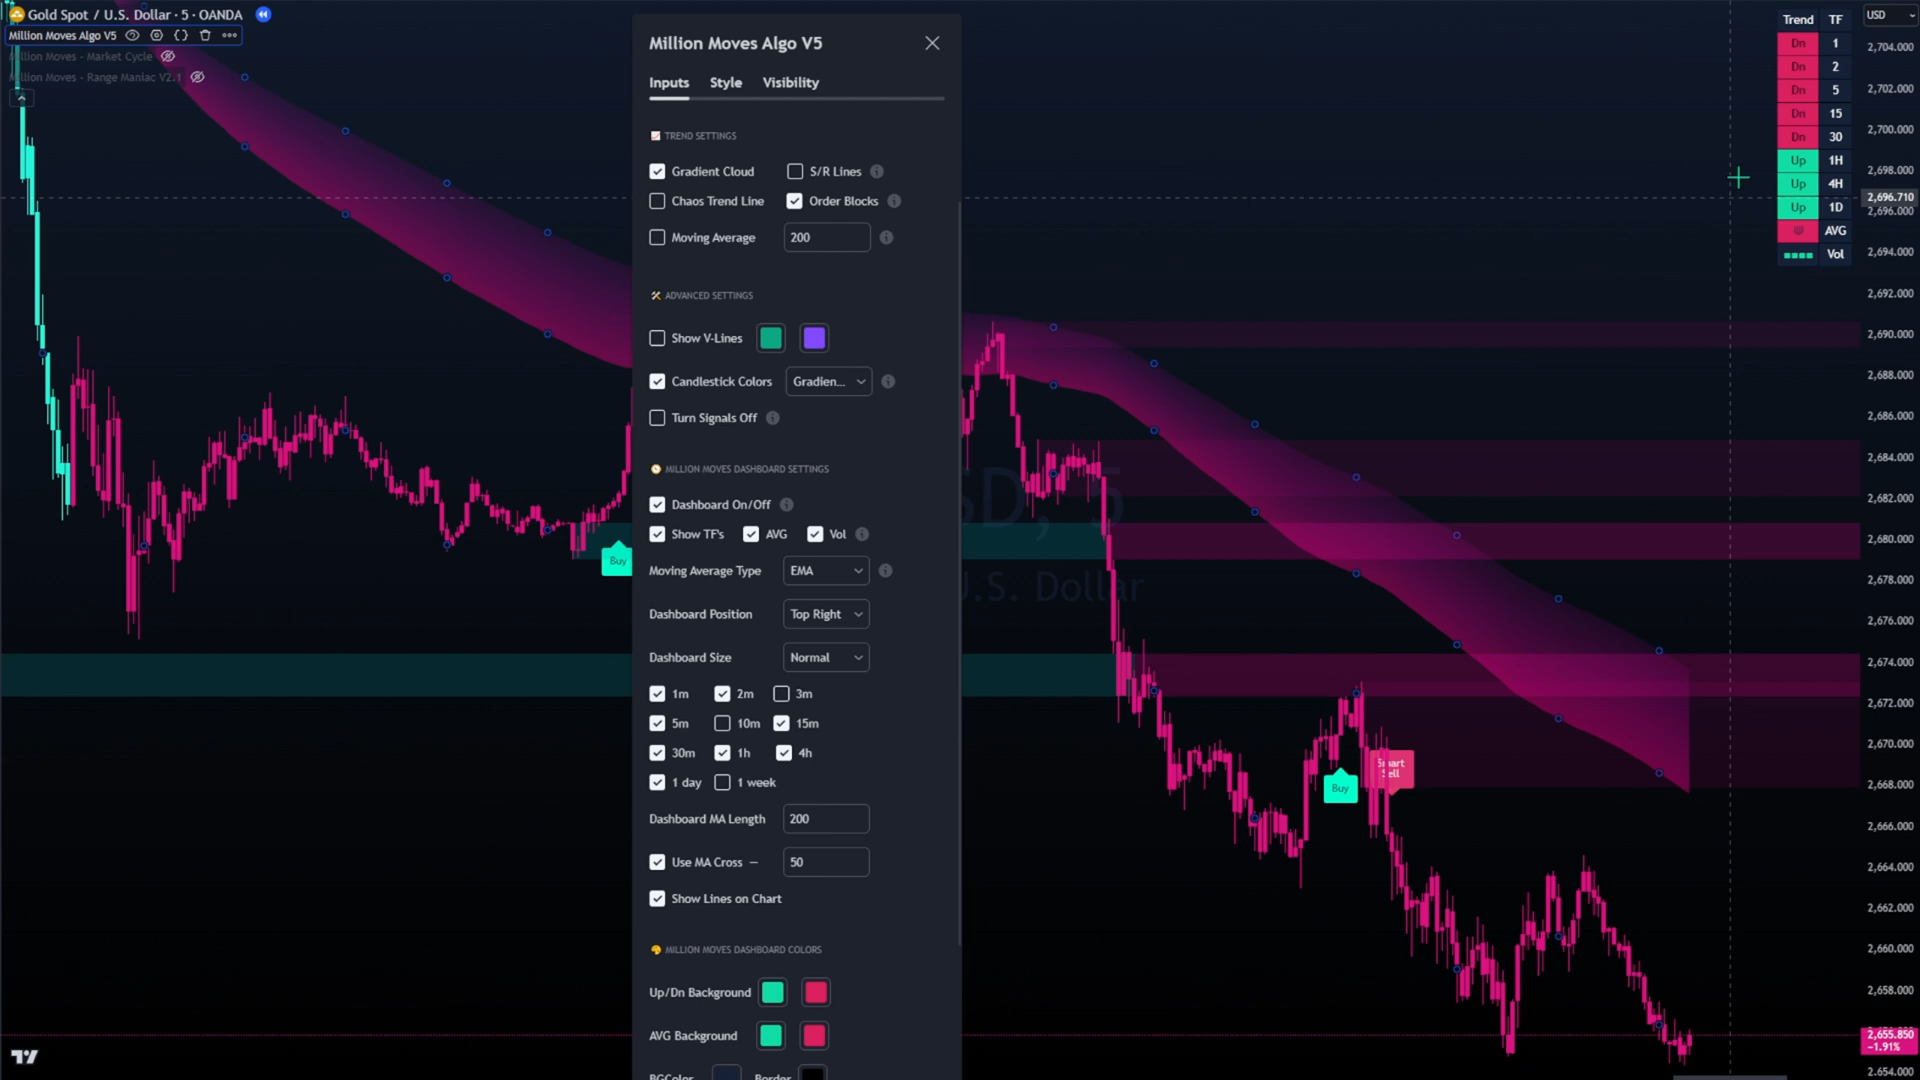 Gold Spot / U.S. Dollar · 5 · OANDA
Million Moves Algo V5
Million Moves - Market Cycle
Million Moves - Range Maniac V2.1
Million Moves Algo V5
Inputs Style Visibility
TREND SETTINGS
Gradient Cloud S/R Lines
Chaos Trend Line Order Blocks
Moving Average 200
ADVANCED SETTINGS
Show V-Lines
Candlestick Colors Gradien...
Turn Signals Off
MILLION MOVES DASHBOARD SETTINGS
Dashboard On/Off
Show TF's AVG Vol
Moving Average Type EMA
Dashboard Position Top Right
Dashboard Size Normal
1m 2m 3m
5m 10m 15m
30m 1h 4h
1 day 1 week
Dashboard MA Length 200
Use MA Cross – 50
Show Lines on Chart
MILLION MOVES DASHBOARD COLORS
Up/Dn Background
AVG Background
BGColor Border
Buy
SD, 5
U.S. Dollar
Buy
Smart
Sell
Trend TF
Dn 1
Dn 2
Dn 5
Dn 15
Dn 30
Up 1H
Up 4H
Up 1D
AVG
Vol
USD
2,704.000
2,702.000
2,700.000
2,698.000
2,696.710
2,696.000
2,694.000
2,692.000
2,690.000
2,688.000
2,686.000
2,684.000
2,682.000
2,680.000
2,678.000
2,676.000
2,674.000
2,672.000
2,670.000
2,668.000
2,666.000
2,664.000
2,662.000
2,660.000
2,658.000
2,655.850
−1.91%
2,654.000